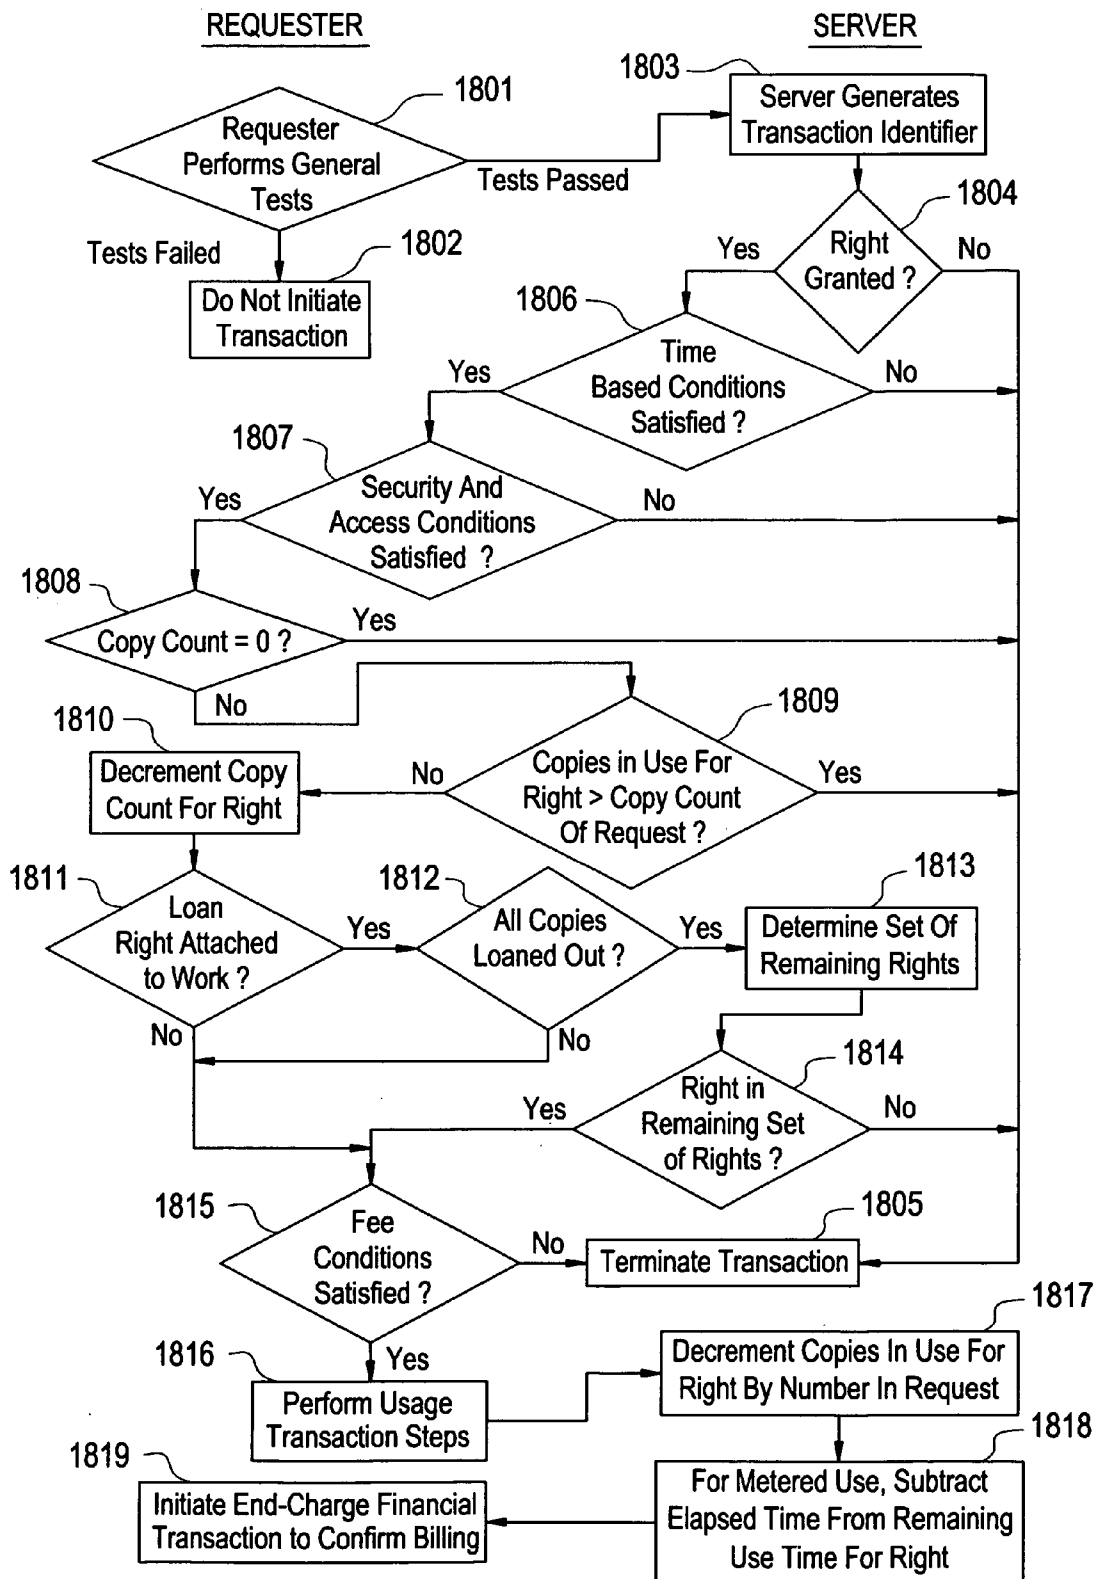 REQUESTER
SERVER
1801
Requester
Performs General
Tests
Tests Passed
Tests Failed
1802
Do Not Initiate
Transaction
1803
Server Generates
Transaction Identifier
1804
Right
Granted ?
Yes
No
1806
Time
Based Conditions
Satisfied ?
Yes
No
1807
Security And
Access Conditions
Satisfied ?
Yes
No
1808
Copy Count = 0 ?
Yes
No
1809
Copies in Use For
Right > Copy Count
Of Request ?
No
Yes
1810
Decrement Copy
Count For Right
1811
Loan
Right Attached
to Work ?
Yes
No
1812
All Copies
Loaned Out ?
Yes
No
1813
Determine Set Of
Remaining Rights
1814
Right in
Remaining Set
of Rights ?
Yes
No
1815
Fee
Conditions
Satisfied ?
No
Yes
1805
Terminate Transaction
1816
Perform Usage
Transaction Steps
1817
Decrement Copies In Use For
Right By Number In Request
1818
For Metered Use, Subtract
Elapsed Time From Remaining
Use Time For Right
1819
Initiate End-Charge Financial
Transaction to Confirm Billing